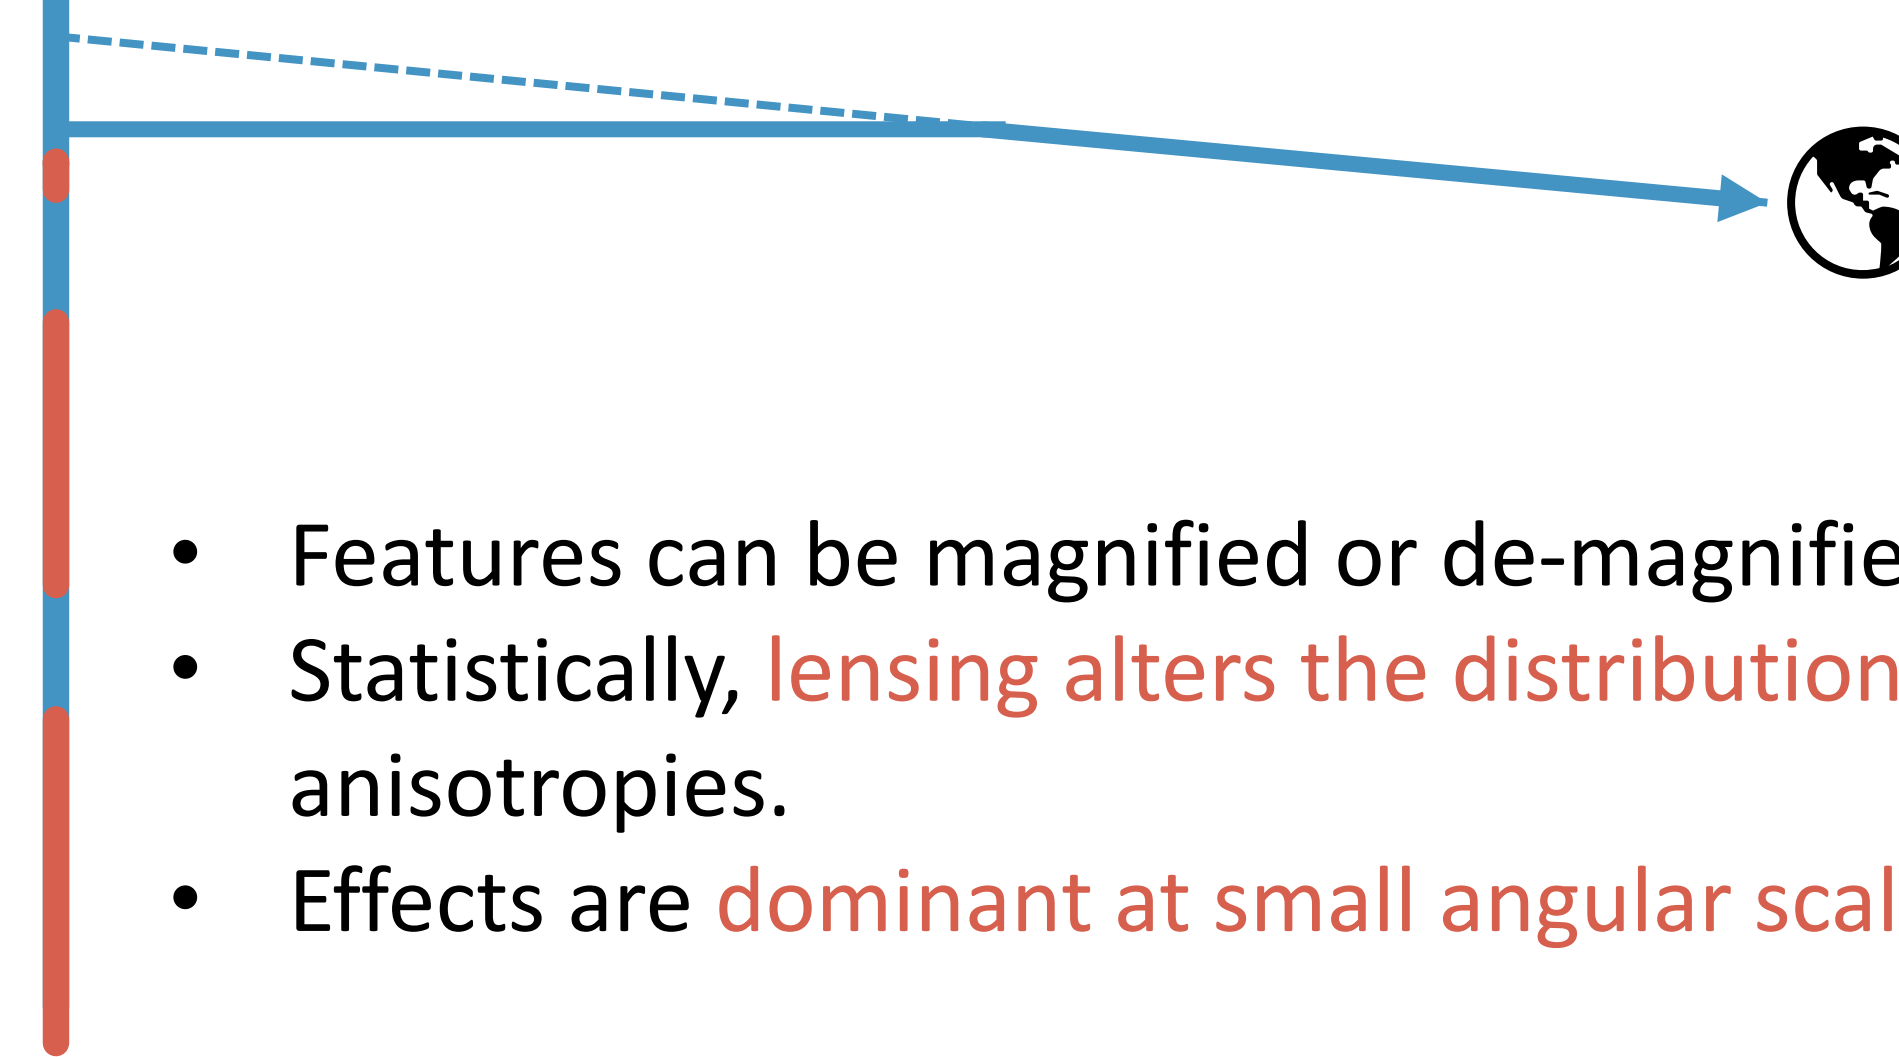 • Features can be magnified or de-magnifie
• Statistically, lensing alters the distribution
anisotropies.
• Effects are dominant at small angular scal